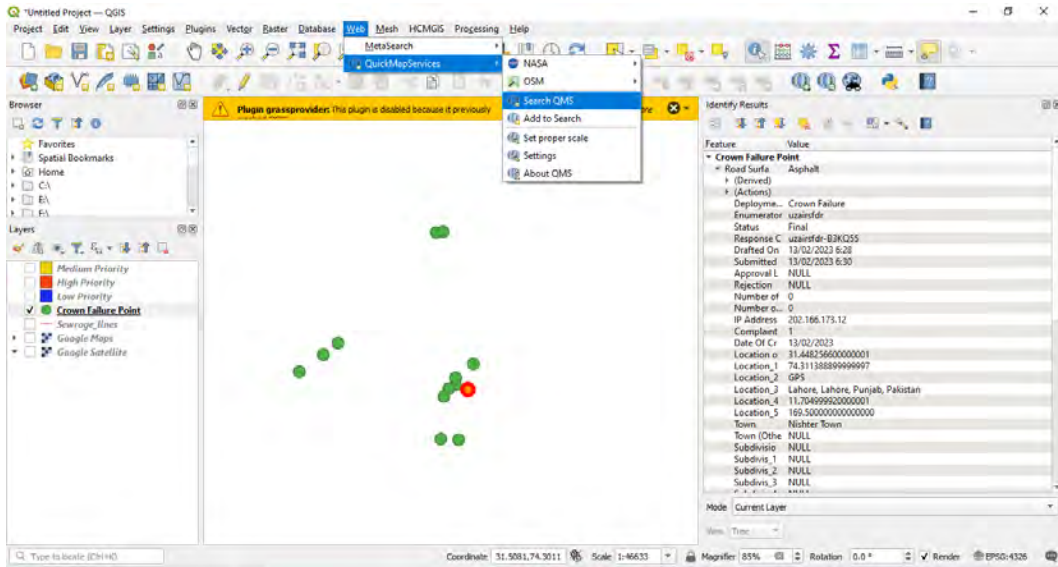 *Untitled Project — QGIS
Project Edit View Layer Settings Plugins Vector Raster Database Web Mesh HCMGIS Processing Help
MetaSearch
QuickMapServices
NASA
OSM
Search QMS
Add to Search
Set proper scale
Settings
About QMS
Browser
Favorites
Spatial Bookmarks
Home
C:\
E:\
F:\
Plugin grassprovider: This plugin is disabled because it previously
Layers
Medium Priority
High Priority
Low Priority
Crown Failure Point
Sewroge_lines
Google Maps
Google Satellite
Identify Results
Feature Value
Crown Failure Point
Road Surfa Asphalt
(Derived)
(Actions)
Deployme... Crown Failure
Enumerator uzairsfdr
Status Final
Response C uzairsfdr-B3KQ55
Drafted On 13/02/2023 6:28
Submitted 13/02/2023 6:30
Approval L NULL
Rejection NULL
Number of 0
Number o... 0
IP Address 202.166.173.12
Complaint 1
Date Of Cr 13/02/2023
Location o 31.448256600000001
Location_1 74.311388899999997
Location_2 GPS
Location_3 Lahore, Lahore, Punjab, Pakistan
Location_4 11.704999920000001
Location_5 169.500000000000000
Town Nishter Town
Town (Othe NULL
Subdivisio NULL
Subdivis_1 NULL
Subdivis_2 NULL
Subdivis_3 NULL
Mode Current Layer
View Tree
Type to locate (Ctrl+K)
Coordinate 31.5081,74.3011 Scale 1:46633 Magnifier 85% Rotation 0.0 ° Render EPSG:4326